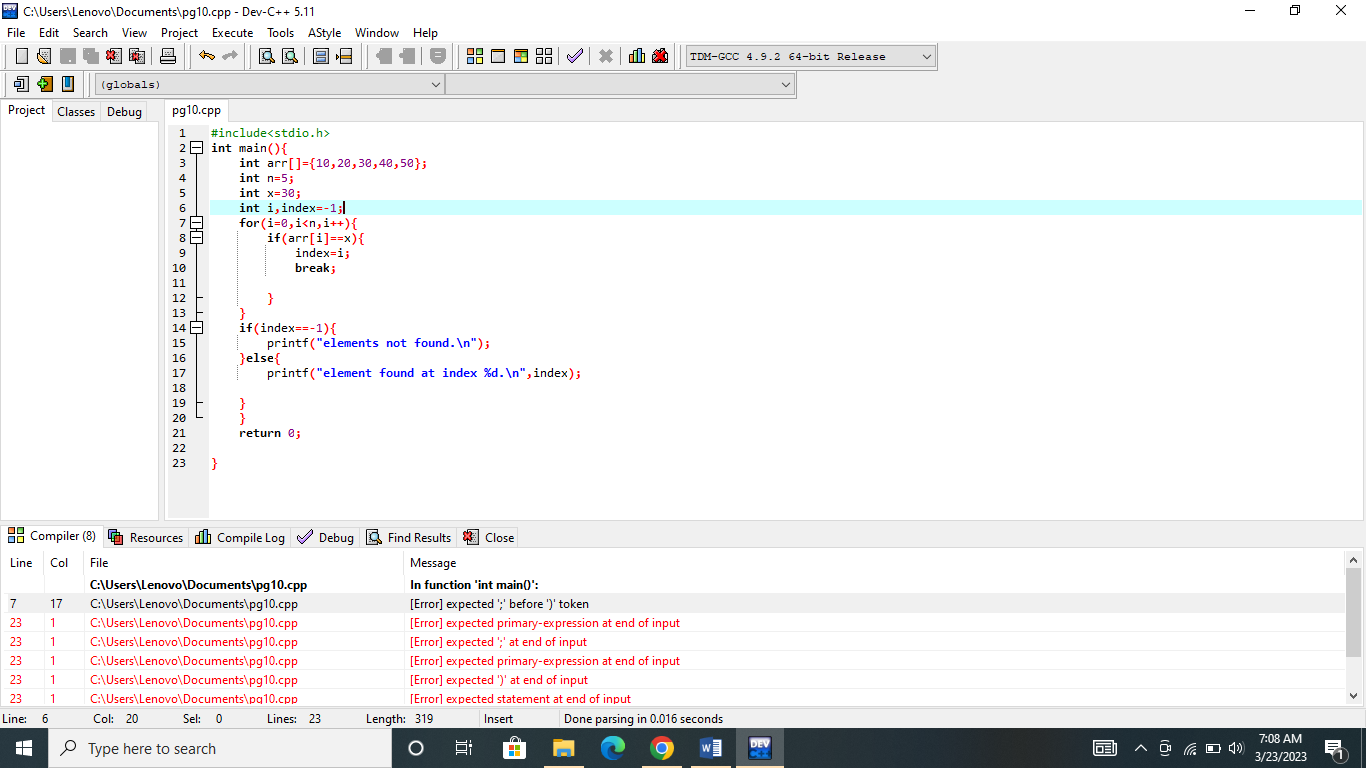 C:\Users\Lenovo\Documents\pg10.cpp - Dev-C++ 5.11
File Edit Search View Project Execute Tools AStyle Window Help
TDM-GCC 4.9.2 64-bit Release
(globals)
Project Classes Debug pg10.cpp
1 #include<stdio.h>
2 int main(){
3 int arr[]={10,20,30,40,50};
4 int n=5;
5 int x=30;
6 int i,index=-1;
7 for(i=0,i<n,i++){
8 if(arr[i]==x){
9 index=i;
10 break;
11
12 }
13 }
14 if(index==-1){
15 printf("elements not found.\n");
16 }else{
17 printf("element found at index %d.\n",index);
18
19 }
20 }
21 return 0;
22
23 }
Compiler (8) Resources Compile Log Debug Find Results Close
Line Col File Message
C:\Users\Lenovo\Documents\pg10.cpp In function 'int main()':
7 17 C:\Users\Lenovo\Documents\pg10.cpp [Error] expected ';' before ')' token
23 1 C:\Users\Lenovo\Documents\pg10.cpp [Error] expected primary-expression at end of input
23 1 C:\Users\Lenovo\Documents\pg10.cpp [Error] expected ';' at end of input
23 1 C:\Users\Lenovo\Documents\pg10.cpp [Error] expected primary-expression at end of input
23 1 C:\Users\Lenovo\Documents\pg10.cpp [Error] expected ')' at end of input
23 1 C:\Users\Lenovo\Documents\pg10.cpp [Error] expected statement at end of input
Line: 6 Col: 20 Sel: 0 Lines: 23 Length: 319 Insert Done parsing in 0.016 seconds
Type here to search
DEV
7:08 AM
3/23/2023
1